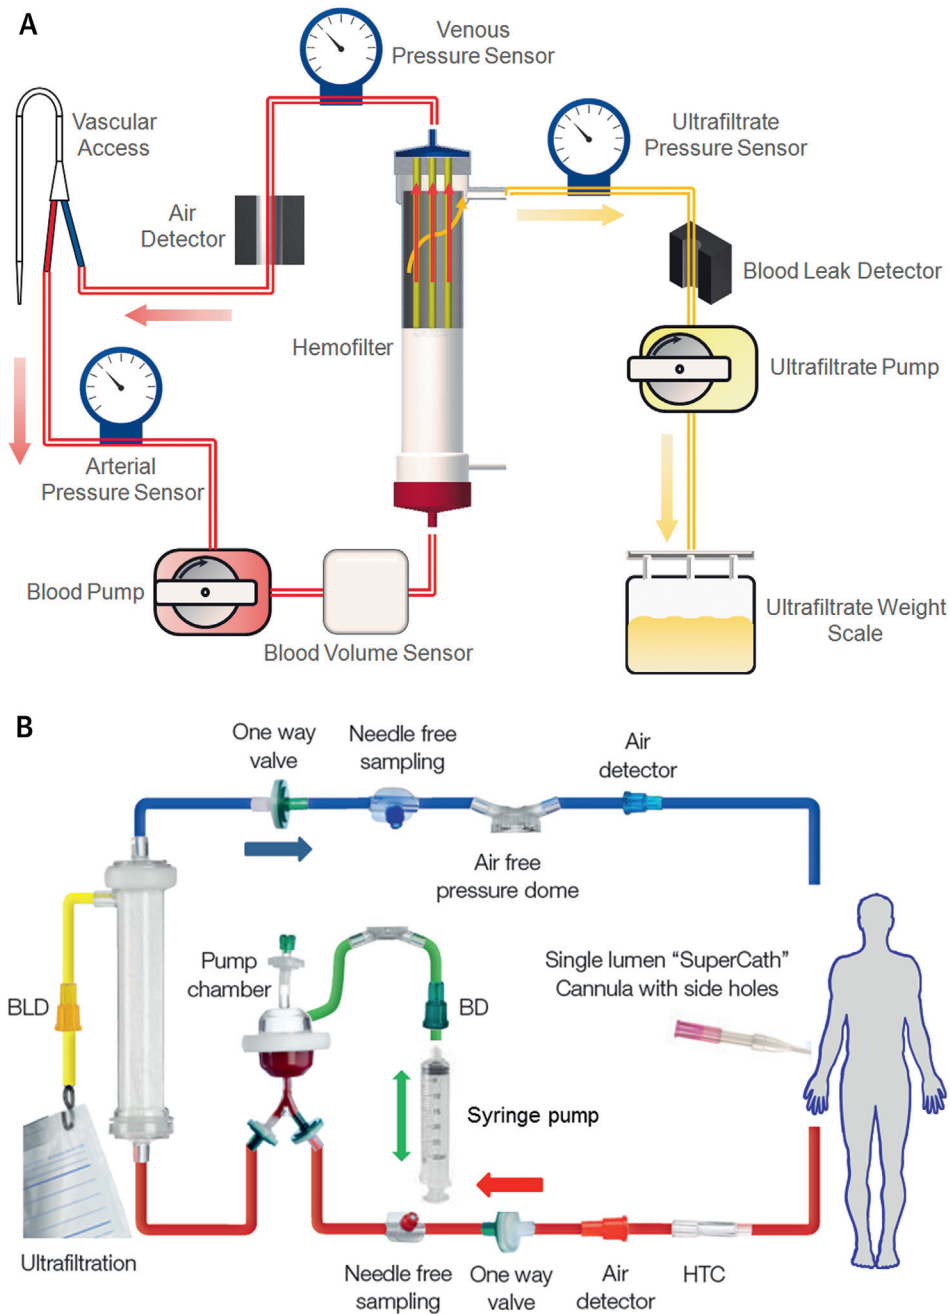 A
Venous
Pressure Sensor
Vascular
Access
Ultrafiltrate
Pressure Sensor
Air
Detector
Blood Leak Detector
Hemofilter
Ultrafiltrate Pump
Arterial
Pressure Sensor
Blood Pump
Ultrafiltrate Weight
Scale
Blood Volume Sensor
B
One way
valve
Needle free
sampling
Air
detector
Air free
pressure dome
Pump
chamber
Single lumen “SuperCath”
Cannula with side holes
BLD
BD
Syringe pump
Ultrafiltration
Needle free
sampling
One way
valve
Air
detector
HTC